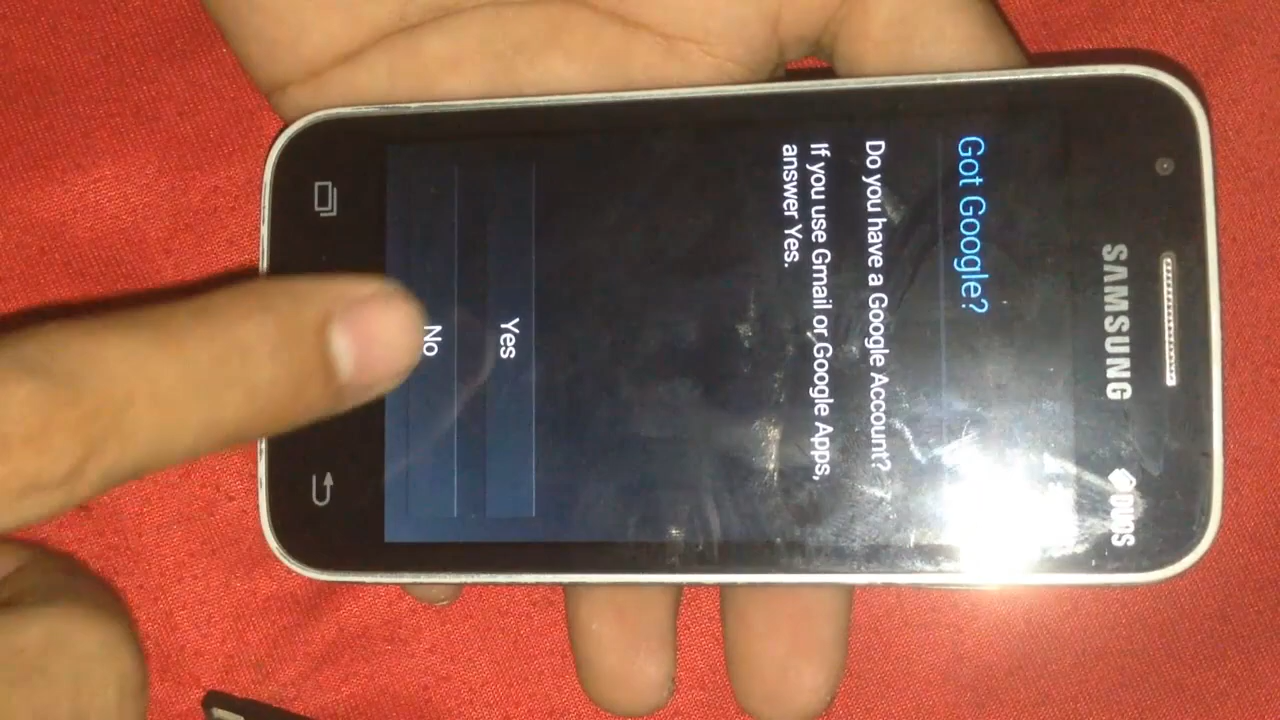 SAMSUNG
DUOS
Got Google?
Do you have a Google Account?
If you use Gmail or Google Apps,
answer Yes.
Yes
No